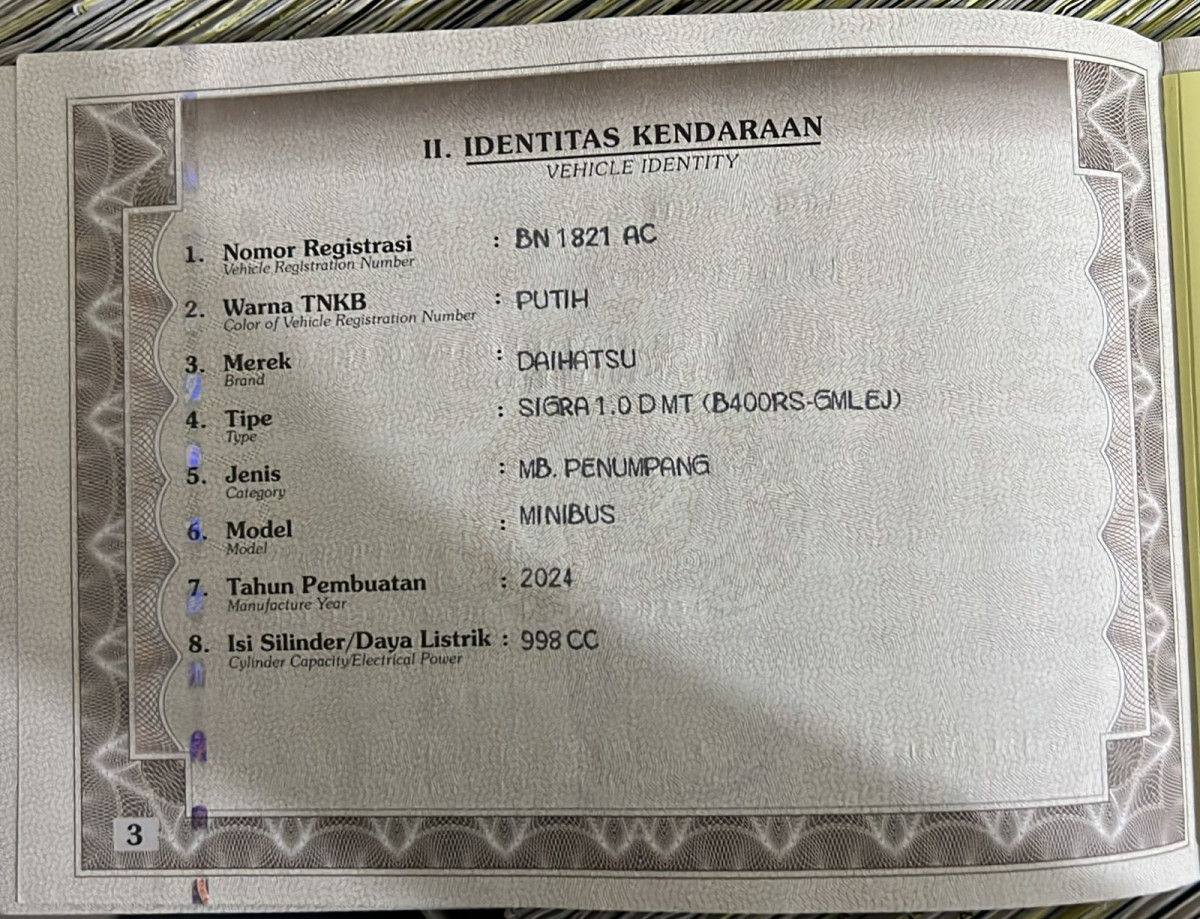 II. IDENTITAS KENDARAAN
VEHICLE IDENTITY
1. Nomor Registrasi : BN 1821 AC
Vehicle Registration Number
2. Warna TNKB : PUTIH
Color of Vehicle Registration Number
3. Merek : DAIHATSU
Brand
4. Tipe : SIGRA 1.0 D MT (B400RS-GMLEJ)
Type
5. Jenis : MB. PENUMPANG
Category
6. Model : MINIBUS
Model
7. Tahun Pembuatan : 2024
Manufacture Year
8. Isi Silinder/Daya Listrik : 998 CC
Cylinder Capacity/Electrical Power
3